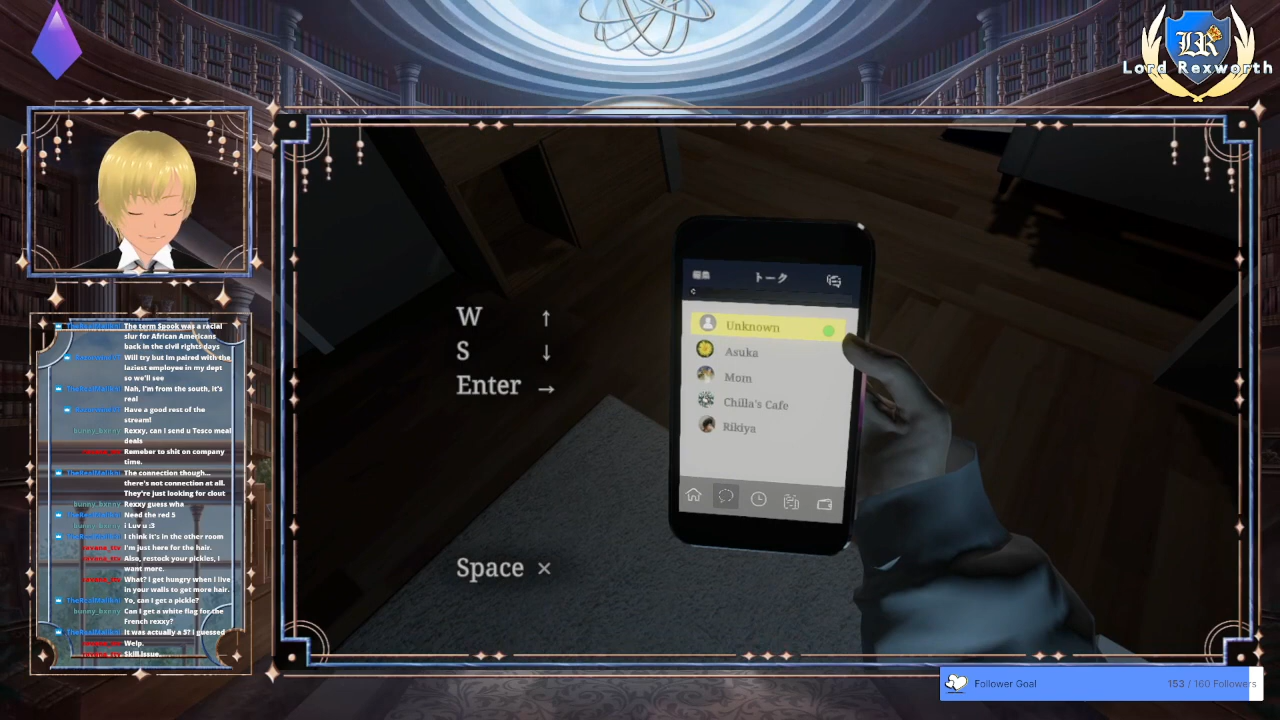 LR
Lord Rexworth
The term Spook was a racial
slur for African Americans
back in the civil rights days
Will try but Im paired with the
laziest employee in my dept
so we'll see
Nah, I'm from the south, it's
real
Have a good rest of the
stream!
bunny_bxnny Rexxy, can I send u Tesco meal
deals
Remeber to shit on company
time.
The connection though...
there's not connection at all.
They're just looking for clout
bunny_bxnny Rexxy guess wha
Need the red 5
bunny_bxnny i Luv u :3
I think it's in the other room
I'm just here for the hair.
Also, restock your pickles, I
want more.
What? I get hungry when I live
in your walls to get more hair.
Yo, can I get a pickle?
bunny_bxnny Can I get a white flag for the
French rexxy?
It was actually a 5? I guessed
Welp.
Skill issue.
W ↑
S ↓
Enter →
Space ×
トーク
Unknown
Asuka
Mom
Chilla's Cafe
Rikiya
Follower Goal 153 / 160 Followers